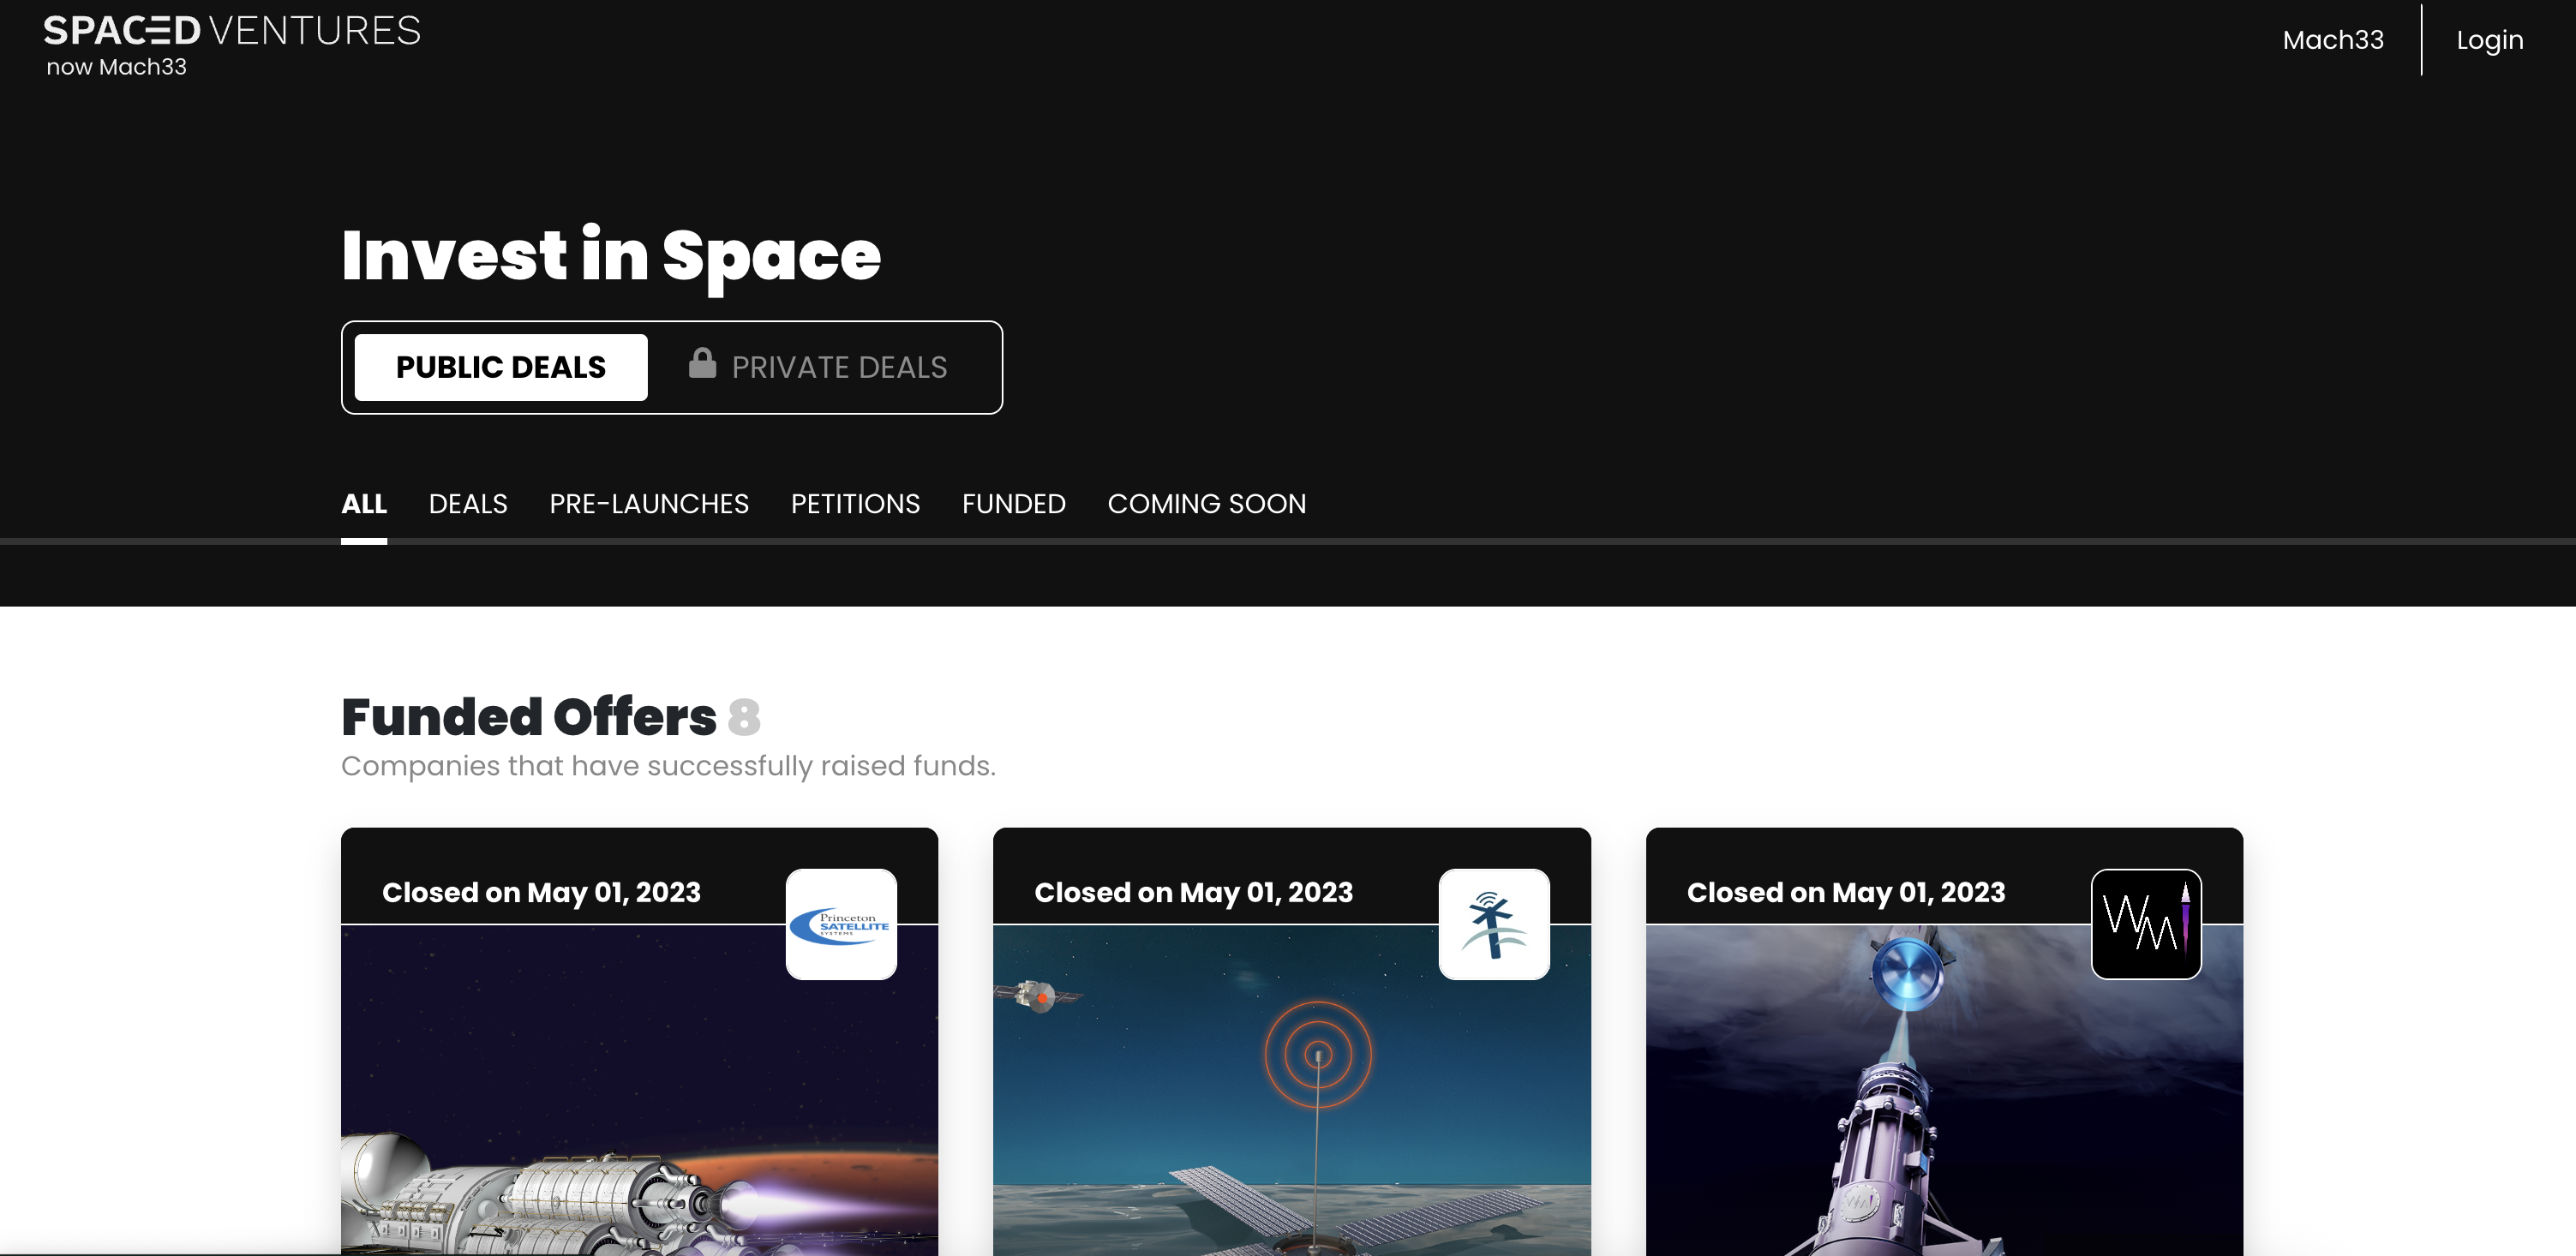 SPACED VENTURES
now Mach33
Mach33
Login
Invest in Space
PUBLIC DEALS
PRIVATE DEALS
ALL DEALS PRE-LAUNCHES PETITIONS FUNDED COMING SOON
Funded Offers 8
Companies that have successfully raised funds.
Closed on May 01, 2023
Princeton
SATELLITE
SYSTEMS
Closed on May 01, 2023
Closed on May 01, 2023
WM
WM